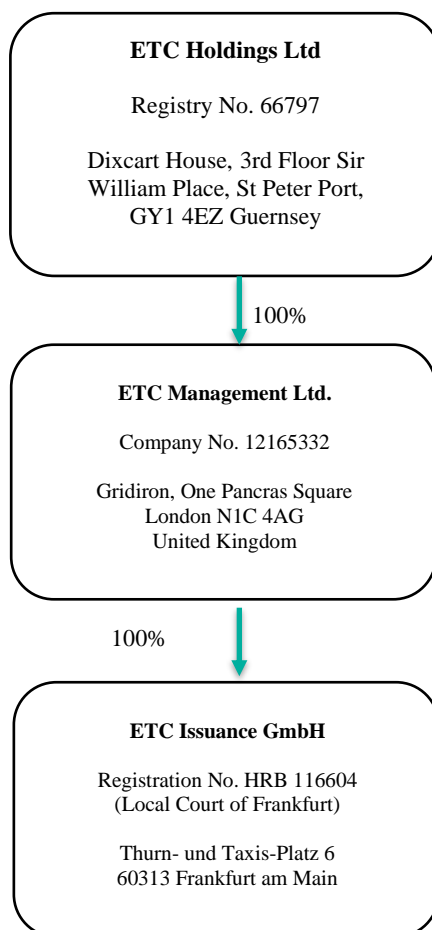 ETC Holdings Ltd
Registry No. 66797
Dixcart House, 3rd Floor Sir
William Place, St Peter Port,
GY1 4EZ Guernsey
100%
ETC Management Ltd.
Company No. 12165332
Gridiron, One Pancras Square
London N1C 4AG
United Kingdom
100%
ETC Issuance GmbH
Registration No. HRB 116604
(Local Court of Frankfurt)
Thurn- und Taxis-Platz 6
60313 Frankfurt am Main